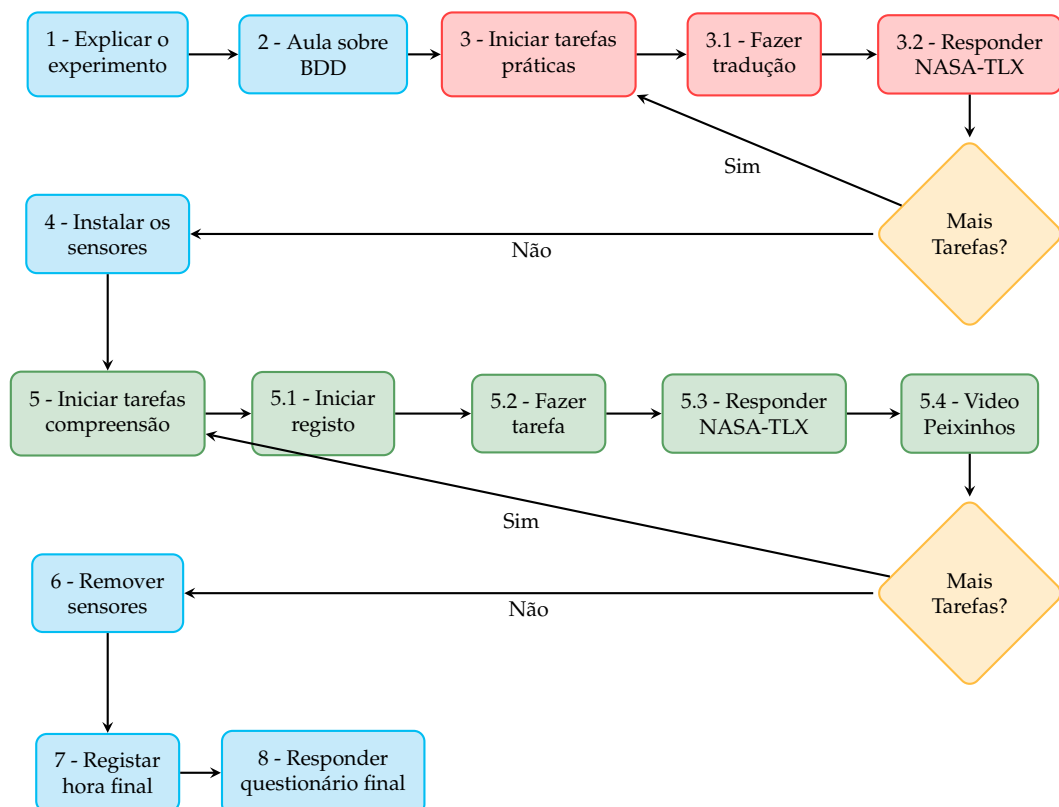 1 - Explicar o
experimento
2 - Aula sobre
BDD
3 - Iniciar tarefas
práticas
3.1 - Fazer
tradução
3.2 - Responder
NASA-TLX
Sim
Mais
Tarefas?
4 - Instalar os
sensores
Não
5 - Iniciar tarefas
compreensão
5.1 - Iniciar
registo
5.2 - Fazer
tarefa
5.3 - Responder
NASA-TLX
5.4 - Video
Peixinhos
Sim
Mais
Tarefas?
6 - Remover
sensores
Não
7 - Registar
hora final
8 - Responder
questionário final